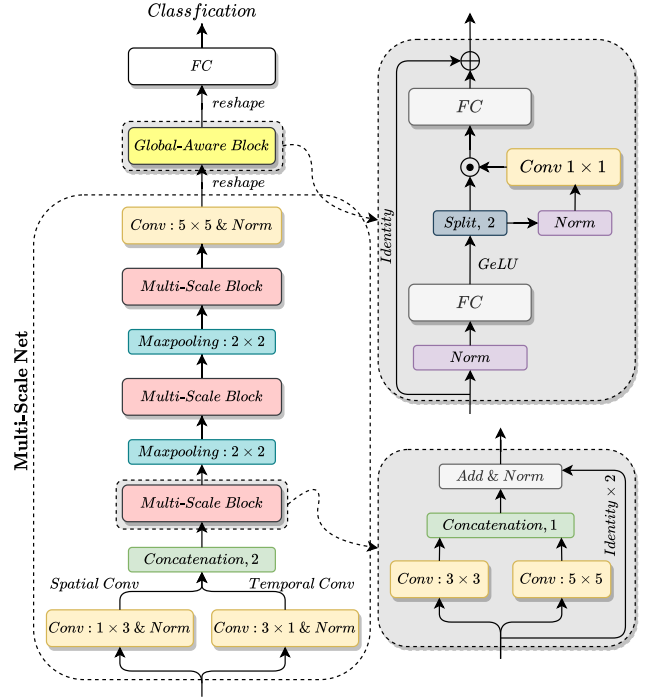 Classfication
FC
reshape
Global-Aware Block
reshape
Conv : 5 × 5 & Norm
Multi-Scale Block
Maxpooling : 2 × 2
Multi-Scale Block
Maxpooling : 2 × 2
Multi-Scale Block
Concatenation, 2
Spatial Conv
Temporal Conv
Conv : 1 × 3 & Norm
Conv : 3 × 1 & Norm
Multi-Scale Net
FC
Conv 1 × 1
Split, 2
Norm
GeLU
FC
Norm
Identity
Add & Norm
Concatenation, 1
Conv : 3 × 3
Conv : 5 × 5
Identity × 2